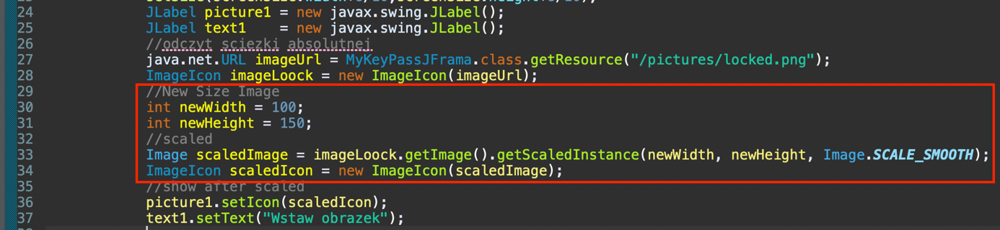 24 JLabel picture1 = new javax.swing.JLabel();
25 JLabel text1    = new javax.swing.JLabel();
26 //odczyt sciezki absolutnej
27 java.net.URL imageUrl = MyKeyPassJFrama.class.getResource("/pictures/locked.png");
28 ImageIcon imageLoock = new ImageIcon(imageUrl);
29 //New Size Image
30 int newWidth = 100;
31 int newHeight = 150;
32 //scaled
33 Image scaledImage = imageLoock.getImage().getScaledInstance(newWidth, newHeight, Image.SCALE_SMOOTH);
34 ImageIcon scaledIcon = new ImageIcon(scaledImage);
35 //show after scaled
36 picture1.setIcon(scaledIcon);
37 text1.setText("Wstaw obrazek");